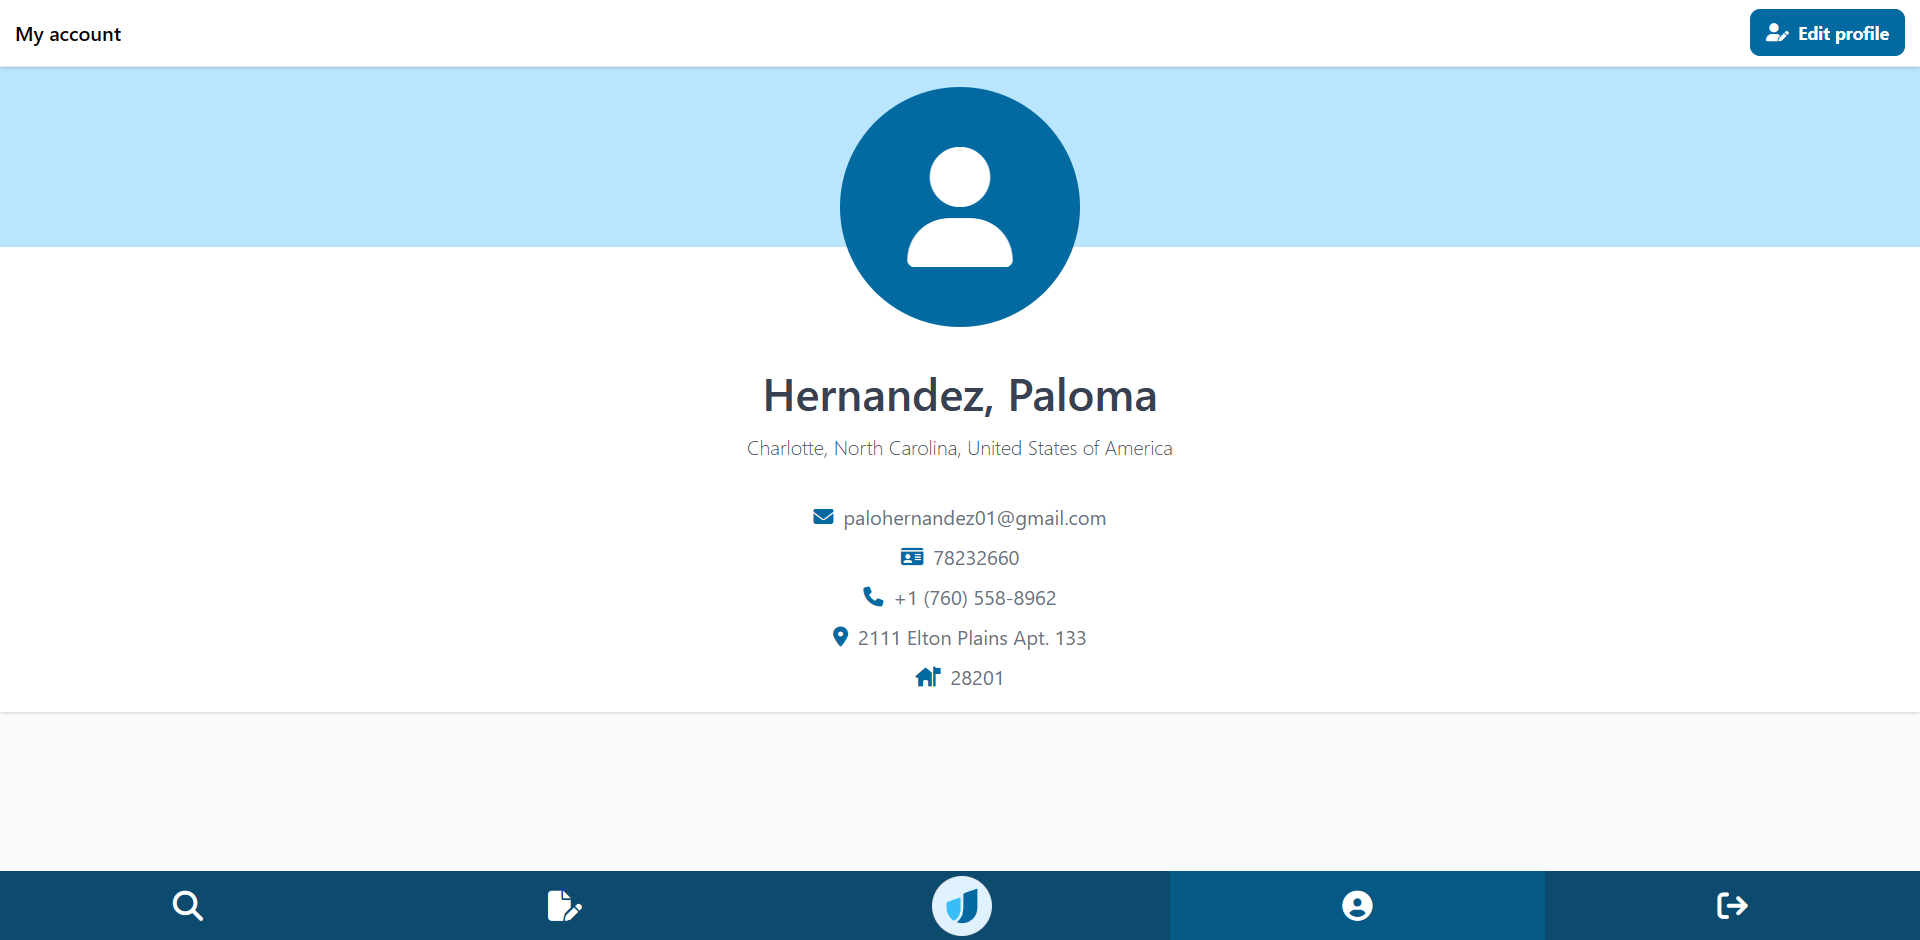 My account
Edit profile
Hernandez, Paloma
Charlotte, North Carolina, United States of America
palohernandez01@gmail.com
78232660
+1 (760) 558-8962
2111 Elton Plains Apt. 133
28201